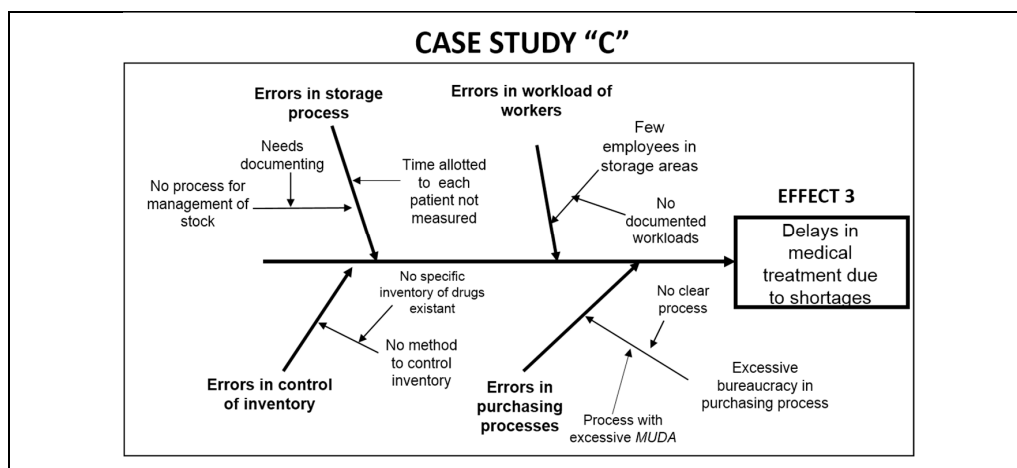 CASE STUDY “C”
Errors in storage
process
Errors in workload of
workers
Needs
documenting
No process for
management of
stock
Time allotted
to each
patient not
measured
Few
employees in
storage areas
No
documented
workloads
EFFECT 3
Delays in
medical
treatment due
to shortages
No specific
inventory of drugs
existant
No method
to control
inventory
Errors in control
of inventory
No clear
process
Excessive
bureaucracy in
purchasing process
Errors in
purchasing
processes
Process with
excessive MUDA